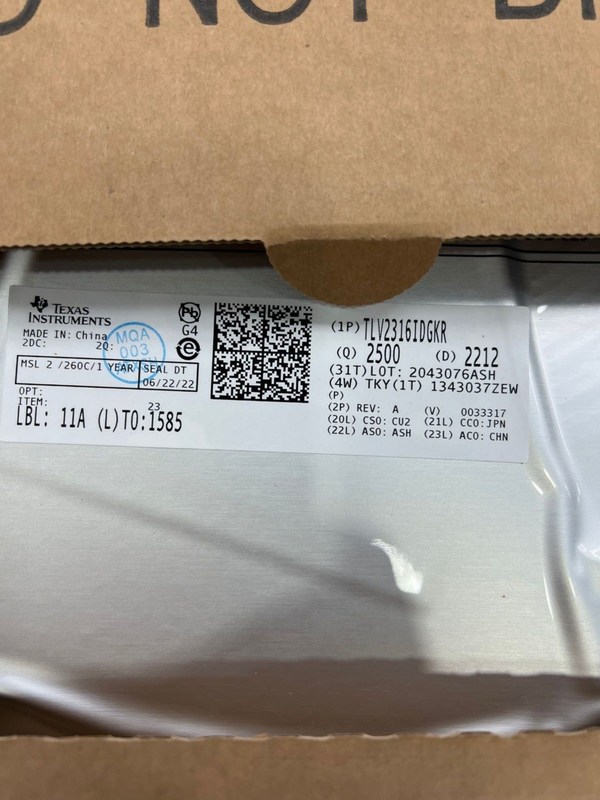 TEXAS INSTRUMENTS
MADE IN: China
2DC: 2Q:
MQA
003
MSL 2 /260C/1 YEAR SEAL DT
06/22/22
OPT:
ITEM:
23
LBL: 11A (L)TO:1585
Pb
G4
e
(1P) TLV2316IDGKR
(Q) 2500 (D) 2212
(31T)LOT: 2043076ASH
(4W) TKY(1T) 1343037ZEW
(P)
(2P) REV: A (V) 0033317
(20L) CSO: CU2 (21L) CCO:JPN
(22L) ASO: ASH (23L) ACO: CHN